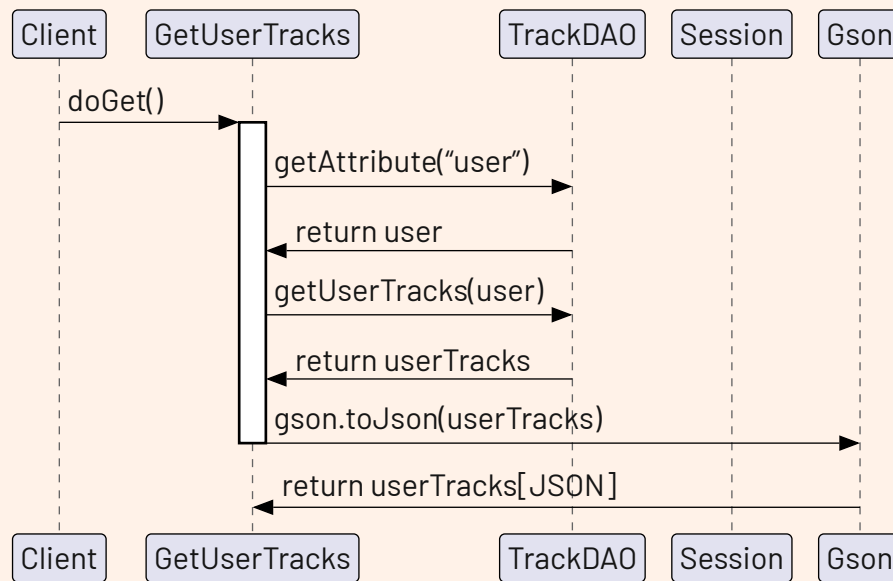 Client GetUserTracks TrackDAO Session Gson
doGet()
getAttribute(“user”)
return user
getUserTracks(user)
return userTracks
gson.toJson(userTracks)
return userTracks[JSON]
Client GetUserTracks TrackDAO Session Gson